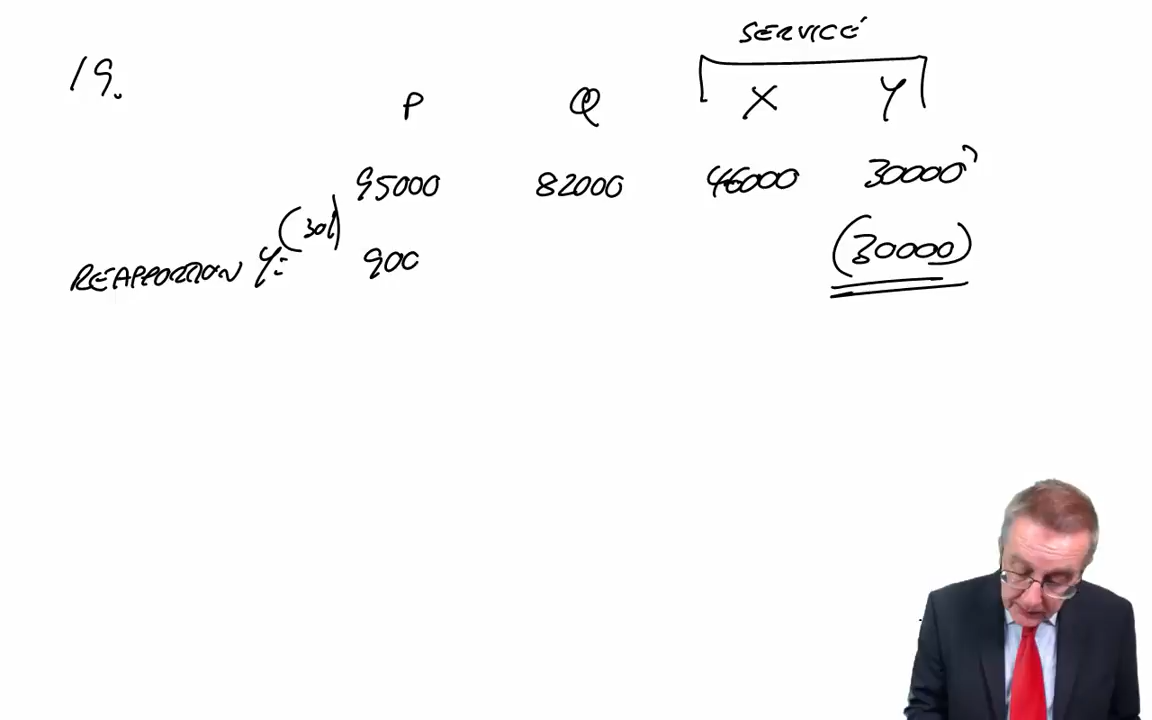 SERVICE
19.
P Q X Y
95000 82000 46000 30000
(30%)
REAPPORTION Y: 900 (30000)